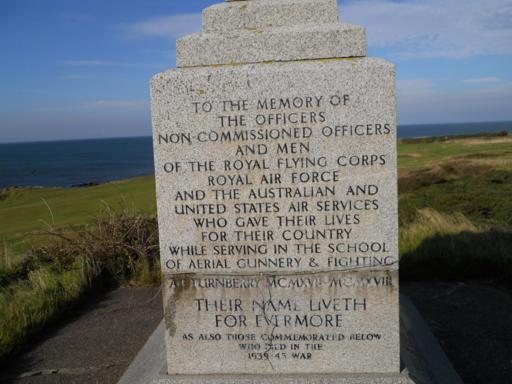 TO THE MEMORY OF
THE OFFICERS
NON-COMMISSIONED OFFICERS
AND MEN
OF THE ROYAL FLYING CORPS
ROYAL AIR FORCE
AND THE AUSTRALIAN AND
UNITED STATES AIR SERVICES
WHO GAVE THEIR LIVES
FOR THEIR COUNTRY
WHILE SERVING IN THE SCHOOL
OF AERIAL GUNNERY & FIGHTING
AT TURNBERRY MCMXVII-MCMXVIII
THEIR NAME LIVETH
FOR EVERMORE
AS ALSO THOSE COMMEMORATED BELOW
WHO DIED IN THE
1939-45 WAR